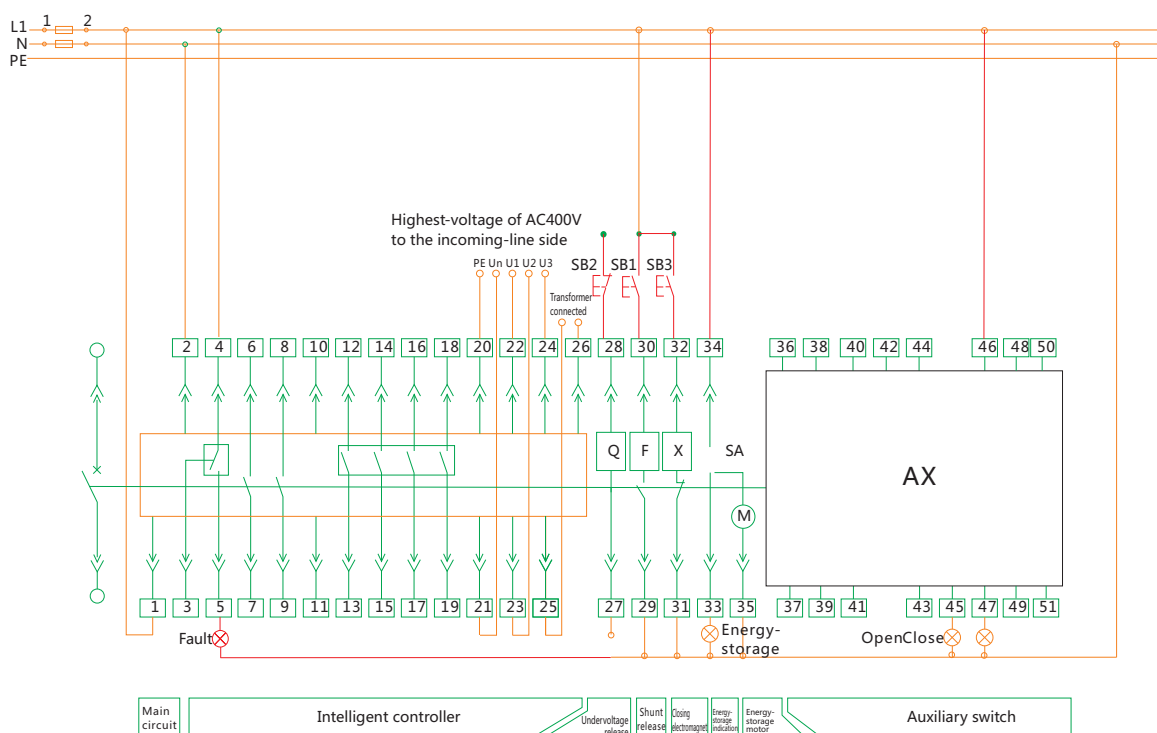 L1 1 2
N
PE
Highest-voltage of AC400V
to the incoming-line side
PE Un U1 U2 U3
SB2 SB1 SB3
Transformer
connected
2 4 6 8 10 12 14 16 18 20 22 24 26 28 30 32 34 36 38 40 42 44 46 48 50
Q F X SA
AX
M
1 3 5 7 9 11 13 15 17 19 21 23 25 27 29 31 33 35 37 39 41 43 45 47 49 51
Fault
Energy-
storage
OpenClose
Main
circuit
Intelligent controller
Undervoltage
release
Shunt
release
Closing
electromagnet
Energy-
storage
indication
Energy-
storage
motor
Auxiliary switch